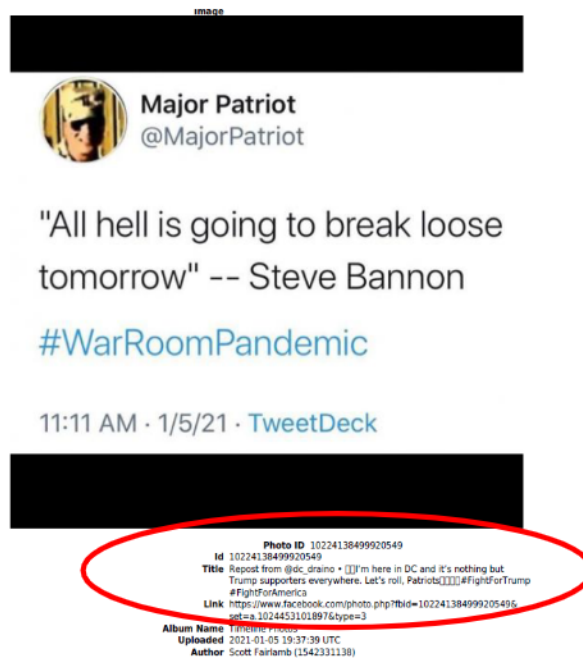 Image
Major Patriot
@MajorPatriot
"All hell is going to break loose
tomorrow" -- Steve Bannon
#WarRoomPandemic
11:11 AM · 1/5/21 · TweetDeck
Photo ID 10224138499920549
Id 10224138499920549
Title Repost from @dc_draino • □□I'm here in DC and it's nothing but
Trump supporters everywhere. Let's roll, Patriots□□□□#FightForTrump
#FightForAmerica
Link https://www.facebook.com/photo.php?fbid=10224138499920549&
set=a.1024453101897&type=3
Album Name Timeline Photos
Uploaded 2021-01-05 19:37:39 UTC
Author Scott Fairlamb (1542331138)